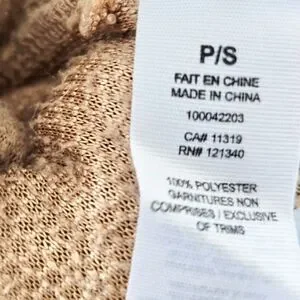 P/S
FAIT EN CHINE
MADE IN CHINA
100042203
CA# 11319
RN# 121340
100% POLYESTER
GARNITURES NON
COMPRISES / EXCLUSIVE
OF TRIMS